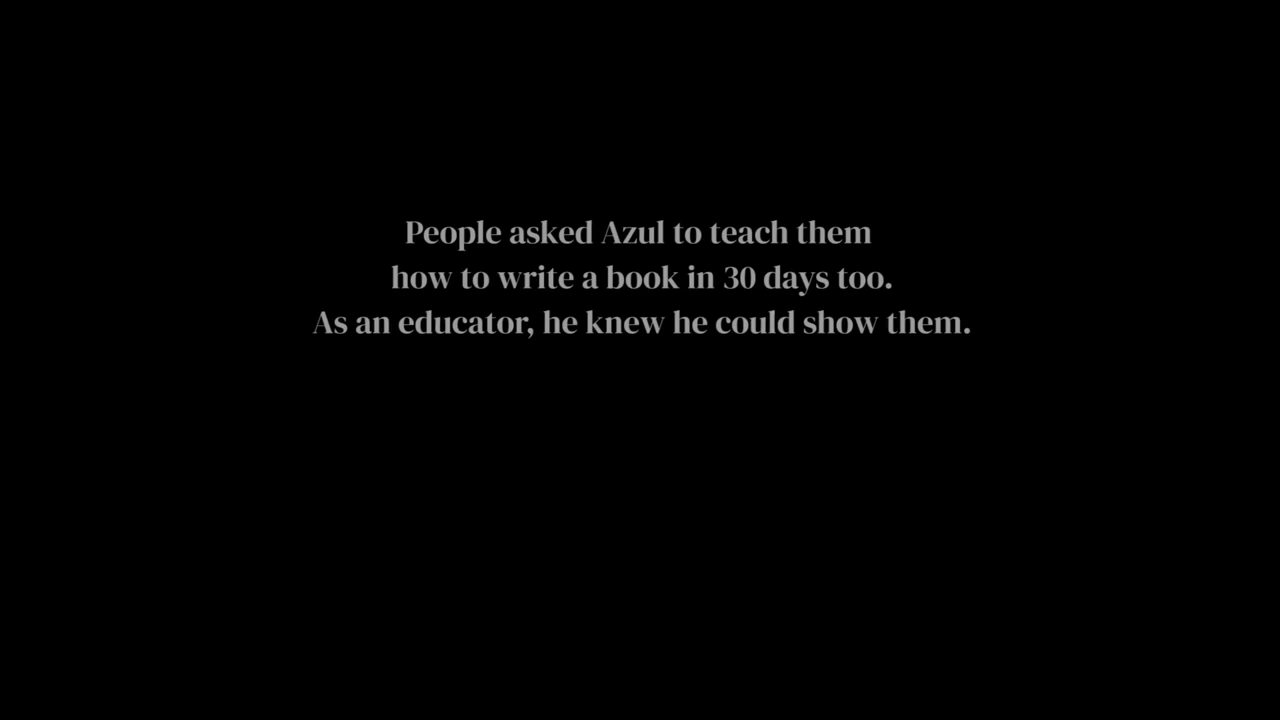 People asked Azul to teach them
how to write a book in 30 days too.
As an educator, he knew he could show them.